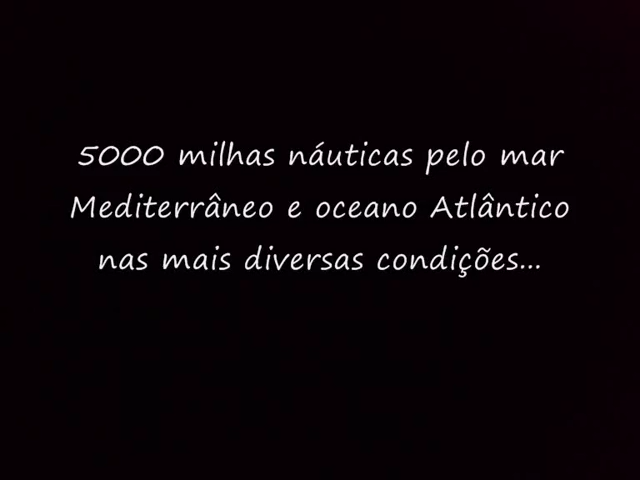 5000 milhas náuticas pelo mar
Mediterrâneo e oceano Atlântico
nas mais diversas condições...